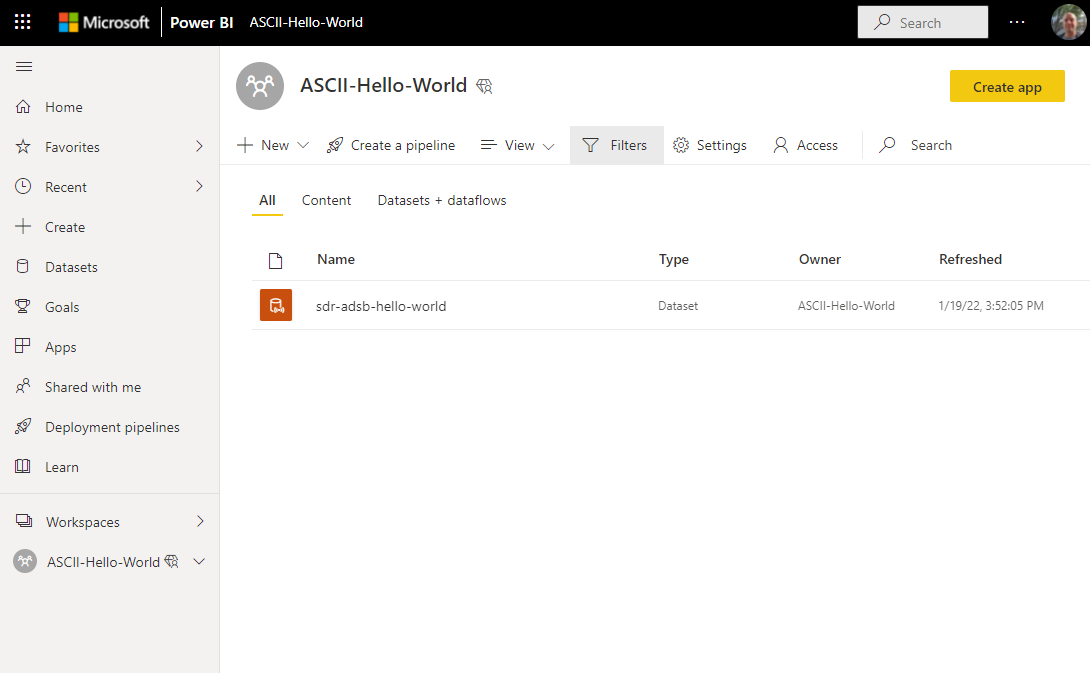 Microsoft Power BI ASCII-Hello-World Search
Home
Favorites
Recent
Create
Datasets
Goals
Apps
Shared with me
Deployment pipelines
Learn
Workspaces
ASCII-Hello-World
ASCII-Hello-World
Create app
New Create a pipeline View Filters Settings Access Search
All Content Datasets + dataflows
Name Type Owner Refreshed
sdr-adsb-hello-world Dataset ASCII-Hello-World 1/19/22, 3:52:05 PM